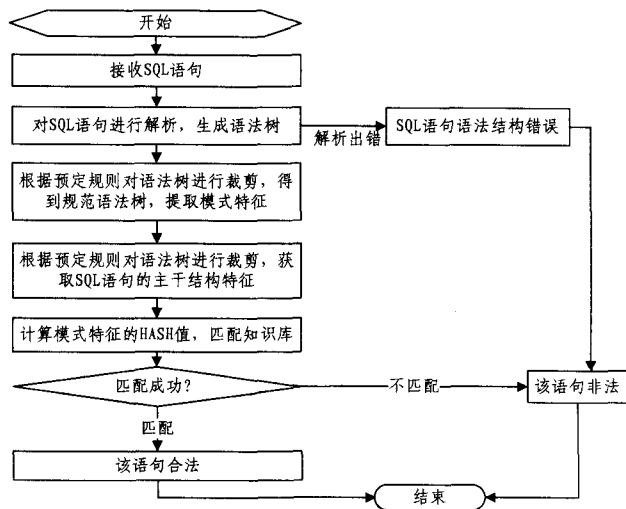 开始
接收SQL语句
对SQL语句进行解析，生成语法树
解析出错
SQL语句语法结构错误
根据预定规则对语法树进行裁剪，得
到规范语法树，提取模式特征
根据预定规则对语法树进行裁剪，获
取SQL语句的主干结构特征
计算模式特征的HASH值，匹配知识库
匹配成功？
不匹配
该语句非法
匹配
该语句合法
结束